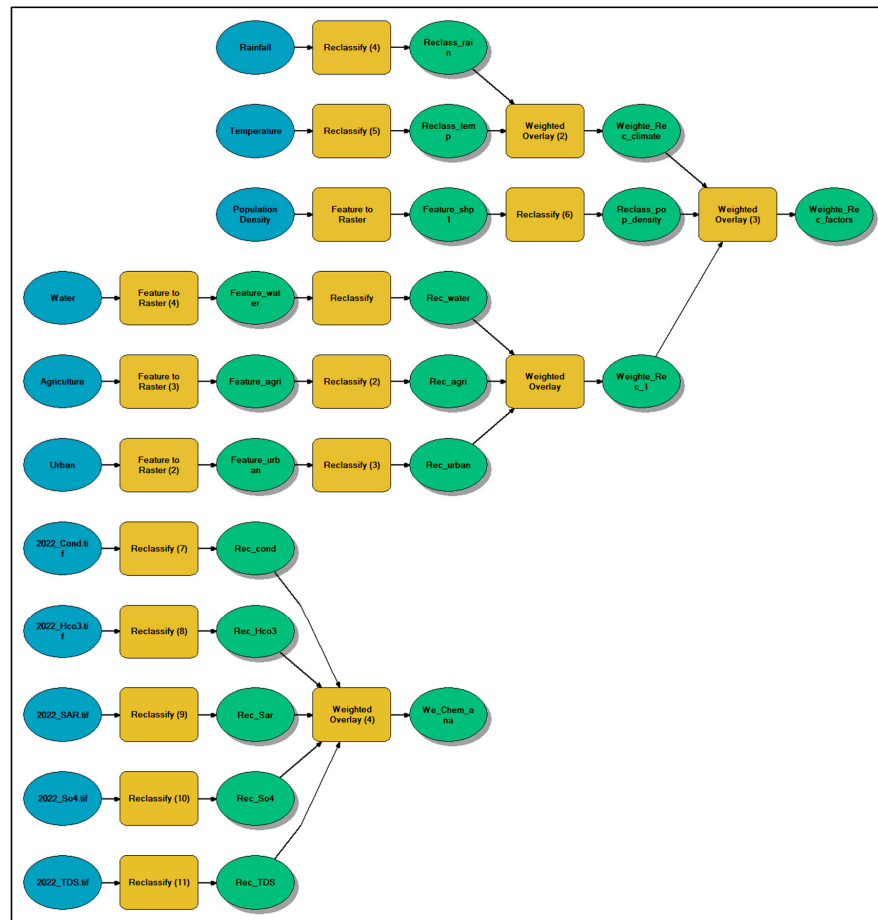 Rainfall
Reclassify (4)
Reclass_rai
n
Temperature
Reclassify (5)
Reclass_tem
p
Weighted
Overlay (2)
Weighte_Re
c_climate
Population
Density
Feature to
Raster
Feature_shp
1
Reclassify
(6)
Reclass_po
p_density
Weighted
Overlay (3)
Weighte_Re
c_factors
Water
Feature to
Raster (4)
Feature_wat
er
Reclassify
Rec_water
Agriculture
Feature to
Raster (3)
Feature_agri
Reclassify (2)
Rec_agri
Weighted
Overlay
Weighte_Re
c_1
Urban
Feature to
Raster (2)
Feature_urb
an
Reclassify (3)
Rec_urban
2022_Cond.ti
f
Reclassify (7)
Rec_cond
2022_Hco3.ti
f
Reclassify (8)
Rec_Hco3
2022_SAR.tif
Reclassify (9)
Rec_Sar
Weighted
Overlay (4)
We_Chem_a
na
2022_So4.tif
Reclassify (10)
Rec_So4
2022_TDS.tif
Reclassify (11)
Rec_TDS